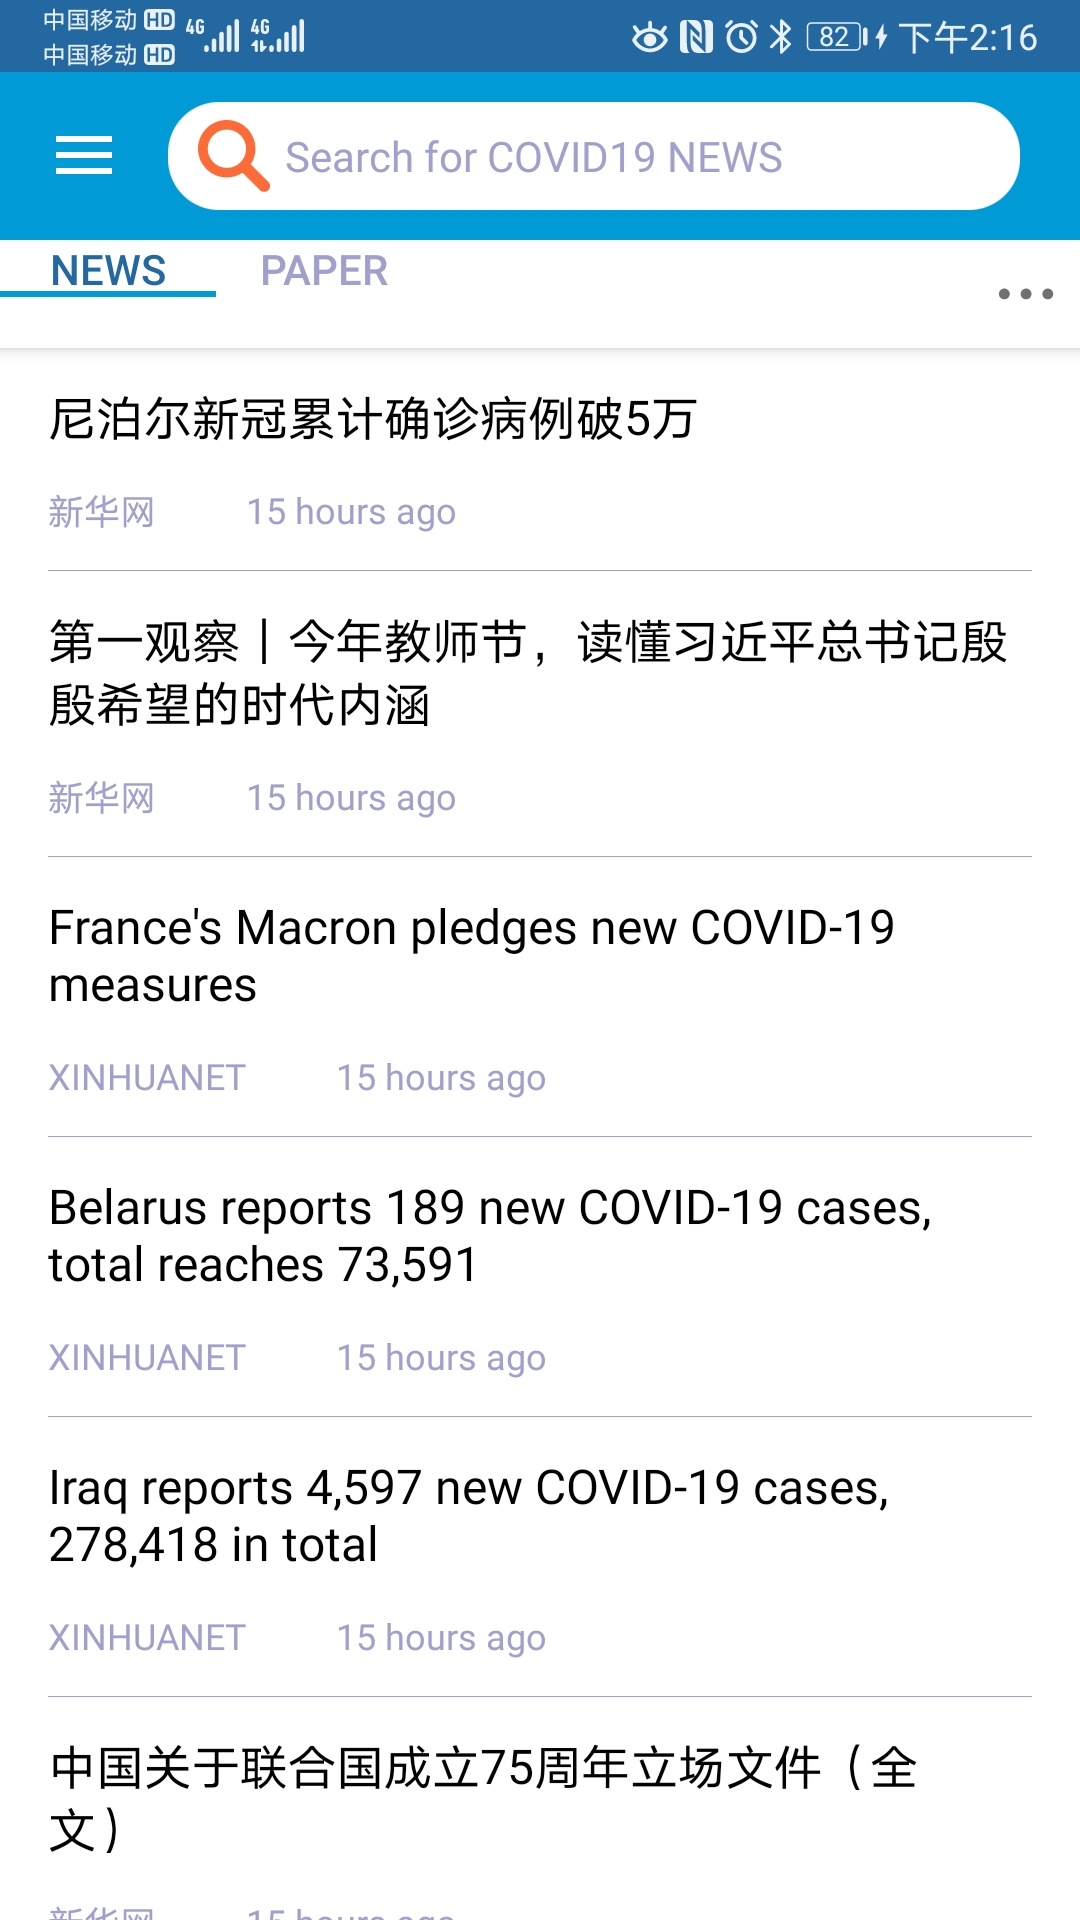 中国移动 HD 4G 4G 82 下午2:16
中国移动 HD
Search for COVID19 NEWS
NEWS PAPER
尼泊尔新冠累计确诊病例破5万
新华网 15 hours ago
第一观察丨今年教师节，读懂习近平总书记殷
殷希望的时代内涵
新华网 15 hours ago
France's Macron pledges new COVID-19
measures
XINHUANET 15 hours ago
Belarus reports 189 new COVID-19 cases,
total reaches 73,591
XINHUANET 15 hours ago
Iraq reports 4,597 new COVID-19 cases,
278,418 in total
XINHUANET 15 hours ago
中国关于联合国成立75周年立场文件（全
文）
新华网 15 hours ago